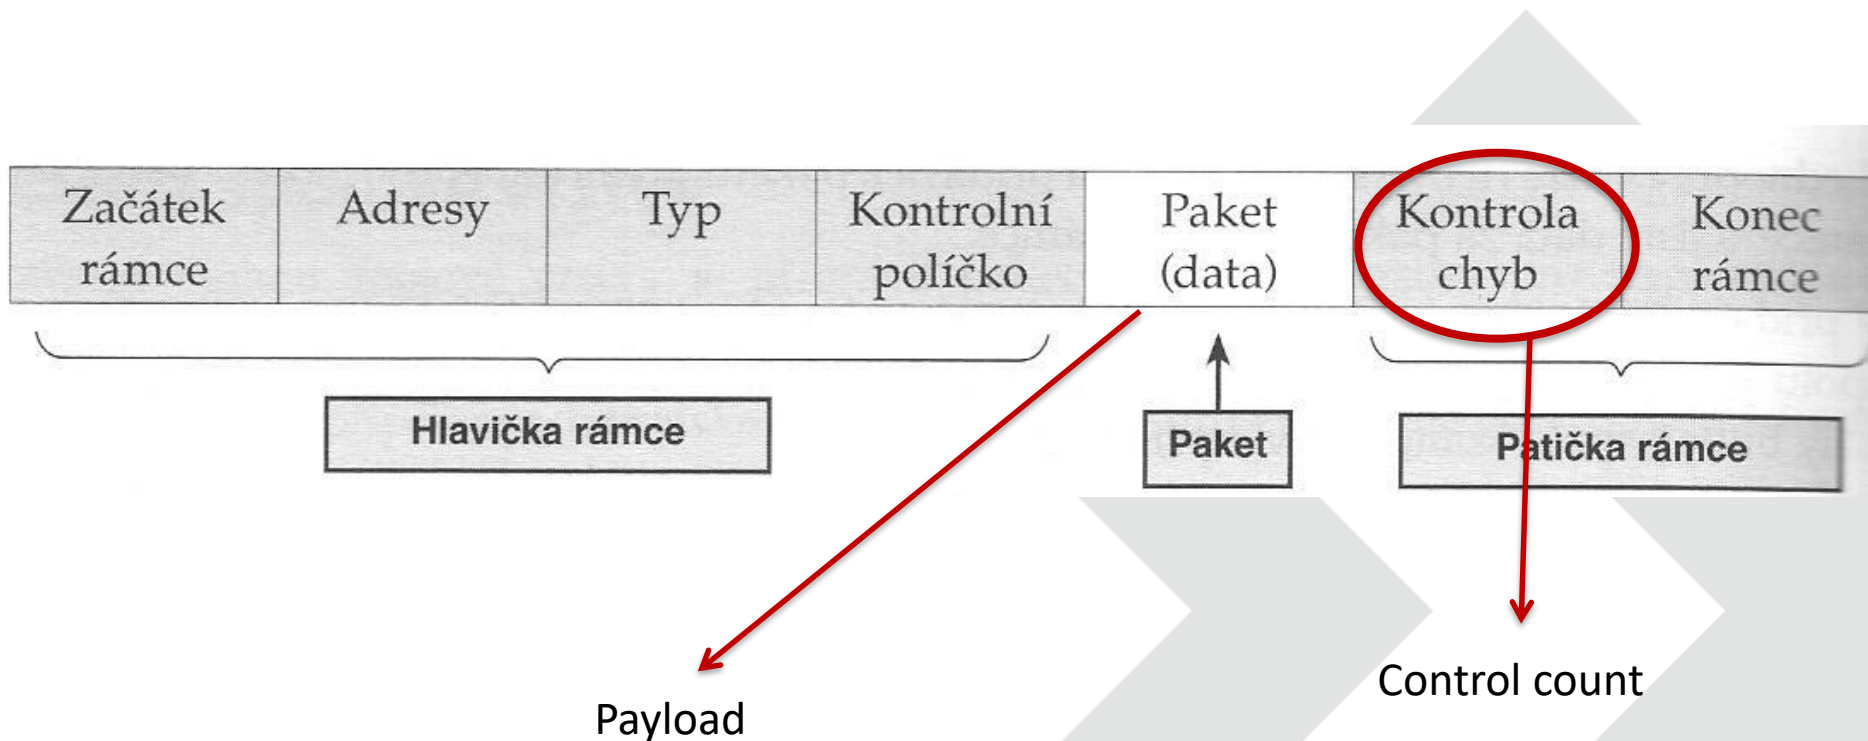 Začátek
rámce
Adresy
Typ
Kontrolní
políčko
Paket
(data)
Kontrola
chyb
Konec
rámce
Hlavička rámce
Paket
Patička rámce
Payload
Control count